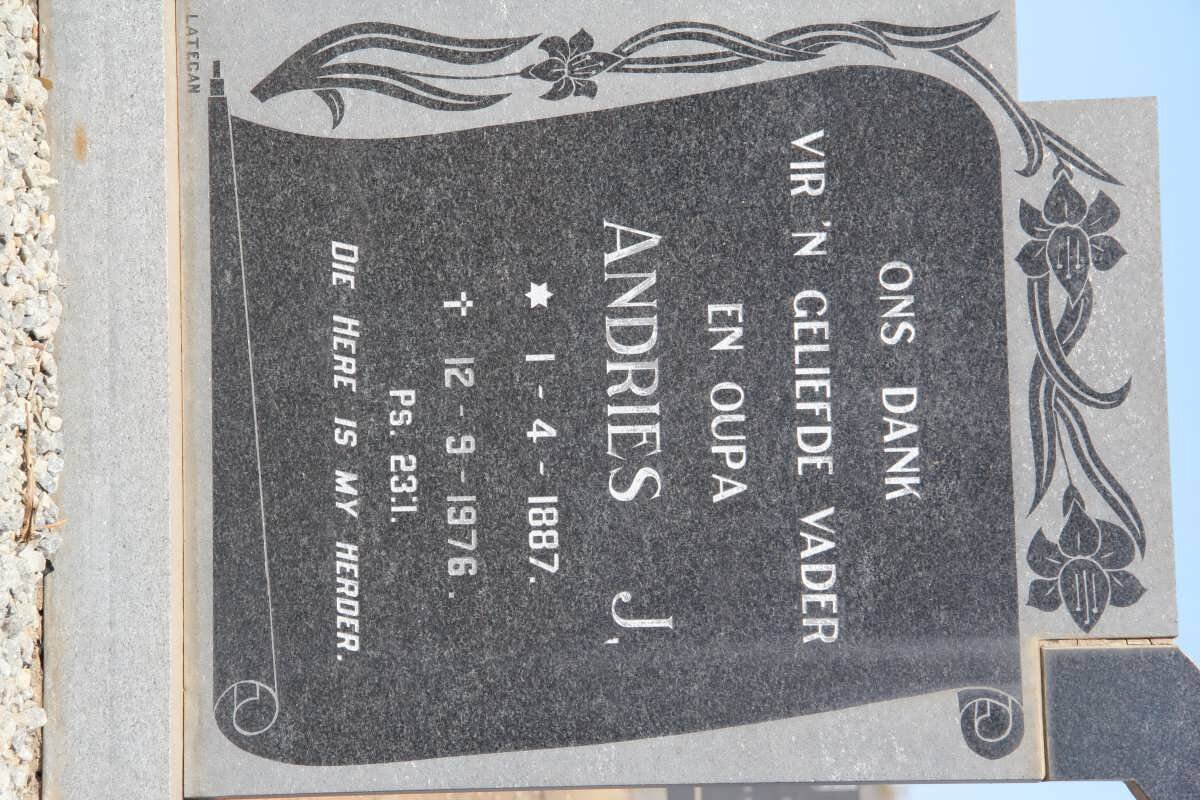 ONS DANK
VIR 'N GELIEFDE VADER
EN OUPA
ANDRIES J,
✶ 1-4-1887.
✝ 12-9-1976.
PS. 23:1.
DIE HERE IS MY HERDER.
LATEGAN